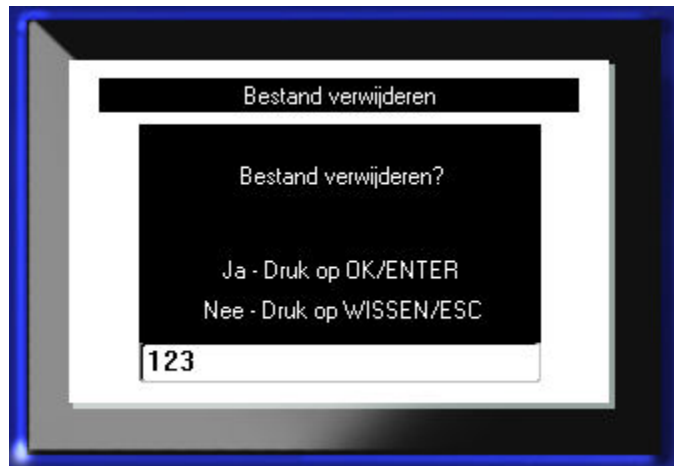 Bestand verwijderen
Bestand verwijderen?
Ja - Druk op OK/ENTER
Nee - Druk op WISSEN/ESC
123